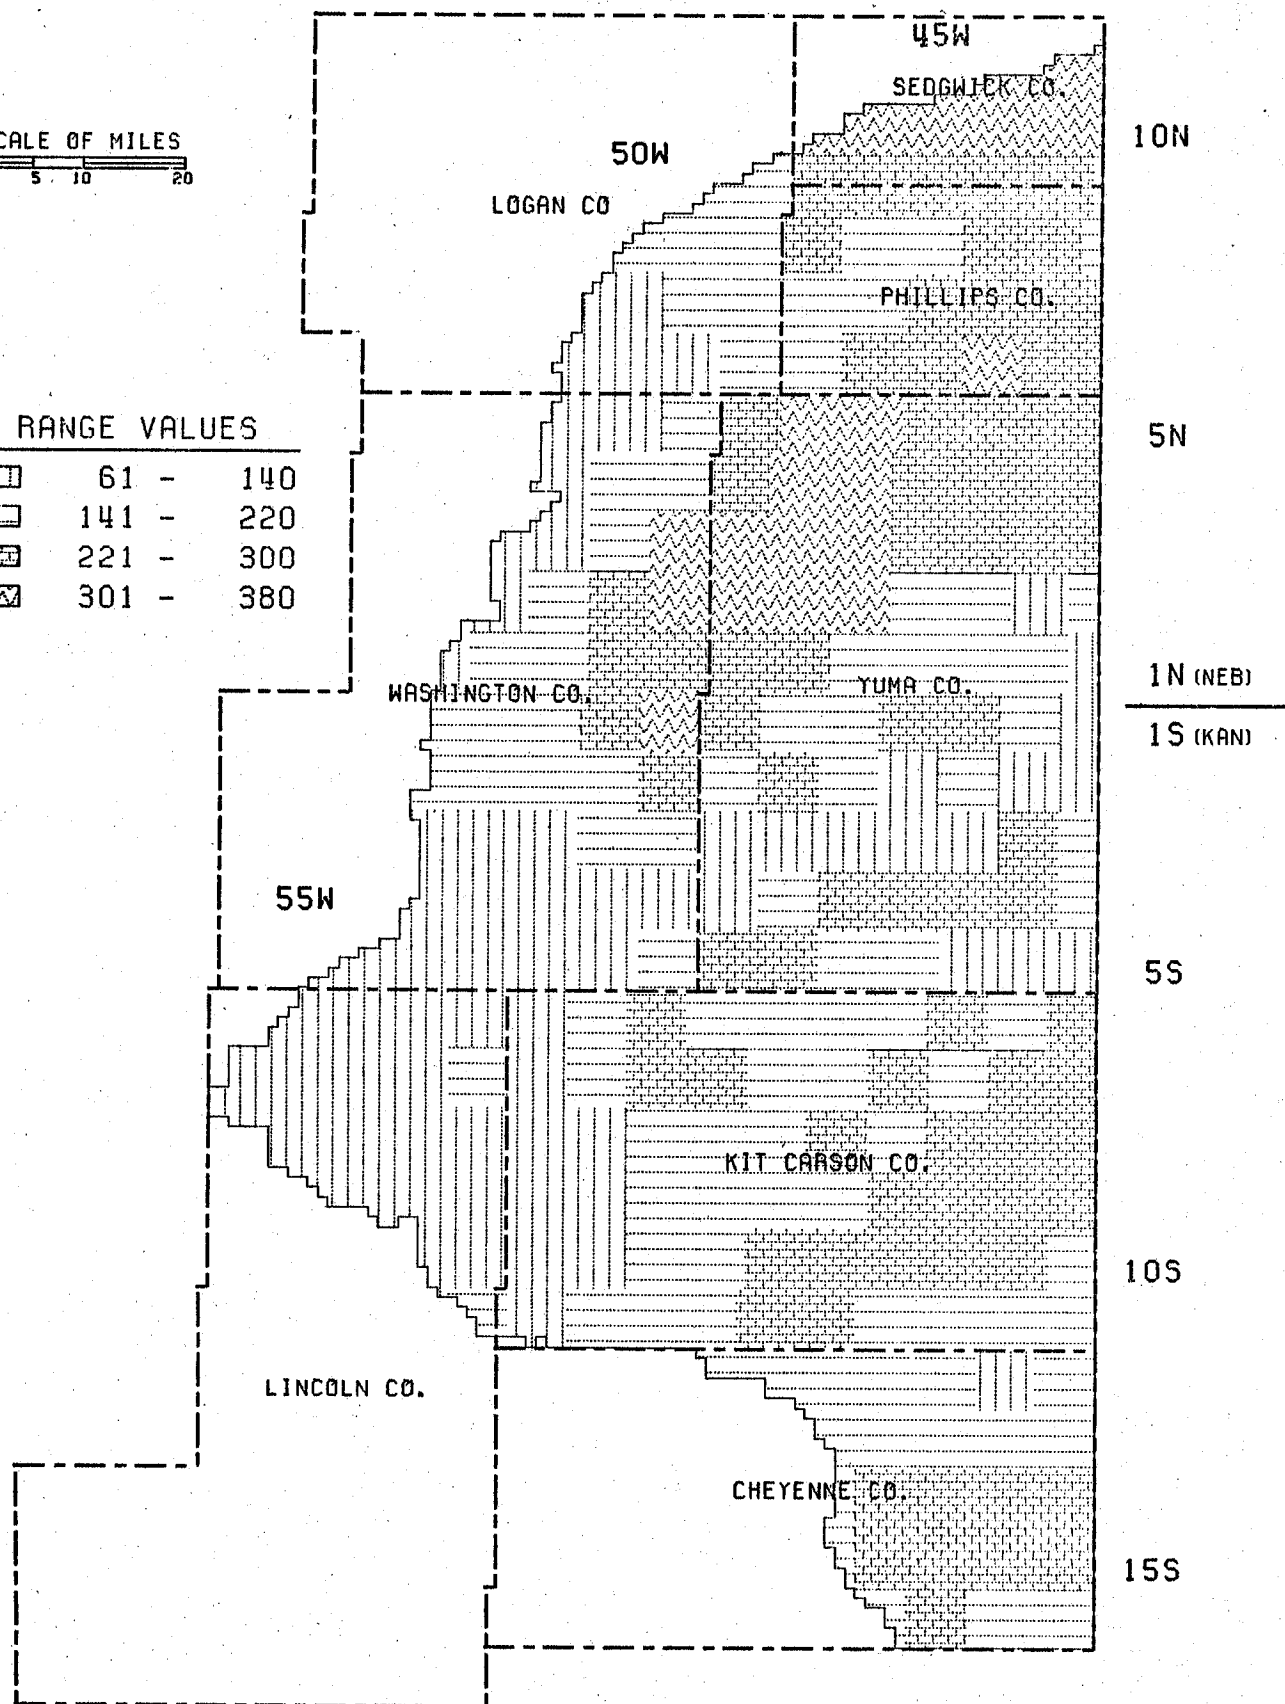 45W
SEDGWICK CO.
CALE OF MILES
5 10 20
10N
50W
LOGAN CO
PHILLIPS CO.
RANGE VALUES
61 - 140
141 - 220
221 - 300
301 - 380
5N
WASHINGTON CO.
YUMA CO.
1N (NEB)
1S (KAN)
55W
5S
KIT CARSON CO.
10S
LINCOLN CO.
CHEYENNE CO.
15S